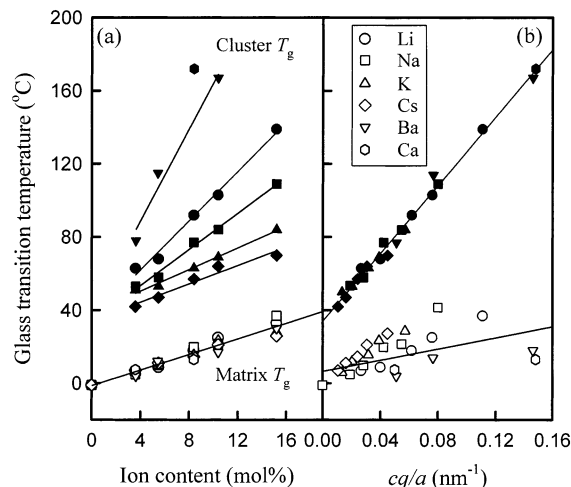 200
160
120
80
40
0
Glass transition temperature (°C)
(a)
Cluster Tg
Matrix Tg
0 4 8 12 16
Ion content (mol%)
(b)
Li
Na
K
Cs
Ba
Ca
0.00 0.04 0.08 0.12 0.16
cq/a (nm⁻¹)